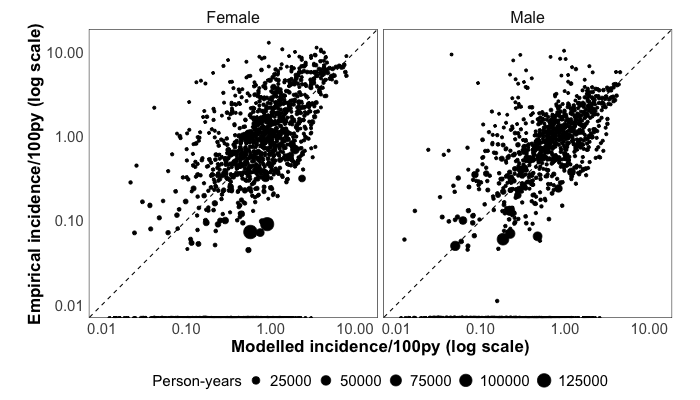 Female Male
Empirical incidence/100py (log scale)
10.00
1.00
0.10
0.01
0.01 0.10 1.00 10.00 0.01 0.10 1.00 10.00
Modelled incidence/100py (log scale)
Person-years 25000 50000 75000 100000 125000